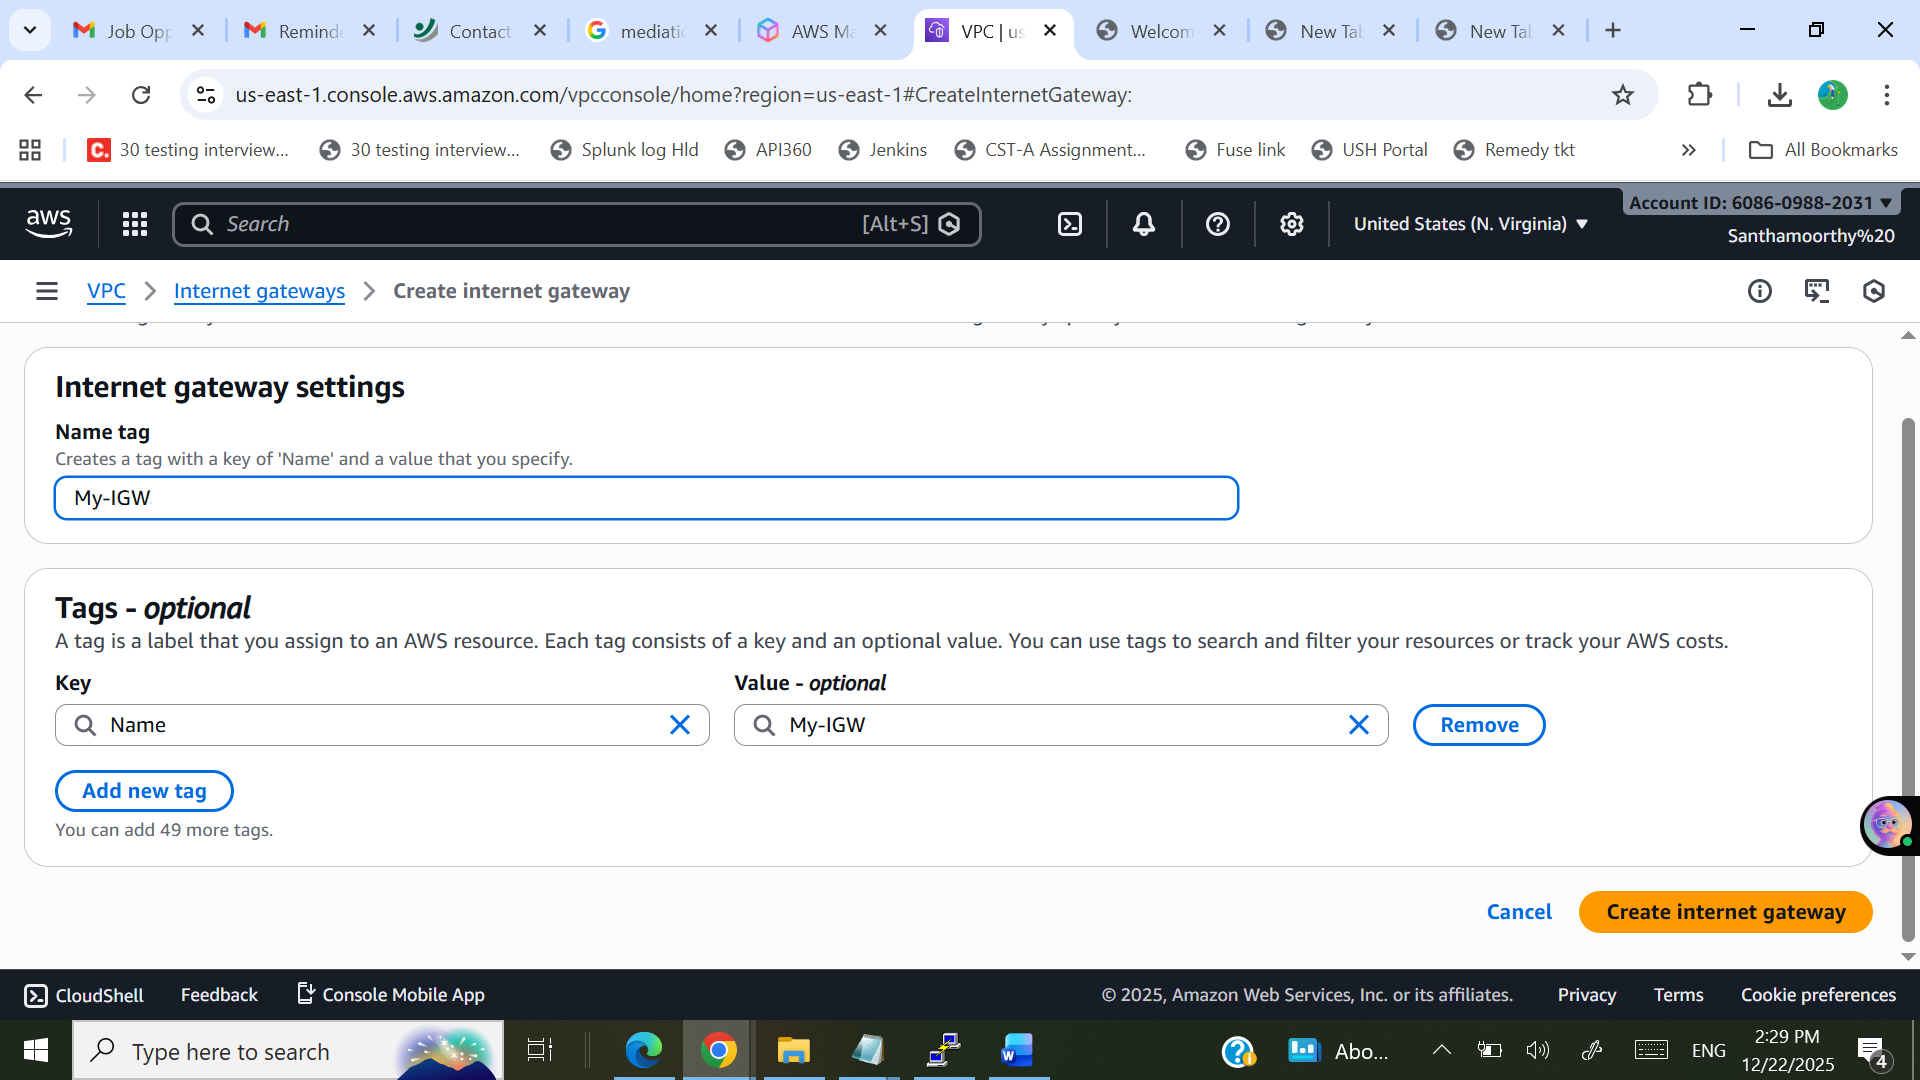 Job Opp
Reminde
Contact
mediatic
AWS Ma
VPC | us
Welcom
New Tab
New Tab
us-east-1.console.aws.amazon.com/vpcconsole/home?region=us-east-1#CreateInternetGateway:
30 testing interview...
30 testing interview...
Splunk log Hld
API360
Jenkins
CST-A Assignment...
Fuse link
USH Portal
Remedy tkt
All Bookmarks
aws
Search
[Alt+S]
United States (N. Virginia)
Account ID: 6086-0988-2031
Santhamoorthy%20
VPC
Internet gateways
Create internet gateway
Internet gateway settings
Name tag
Creates a tag with a key of 'Name' and a value that you specify.
My-IGW
Tags - optional
A tag is a label that you assign to an AWS resource. Each tag consists of a key and an optional value. You can use tags to search and filter your resources or track your AWS costs.
Key
Value - optional
Name
My-IGW
Remove
Add new tag
You can add 49 more tags.
Cancel
Create internet gateway
CloudShell
Feedback
Console Mobile App
© 2025, Amazon Web Services, Inc. or its affiliates.
Privacy
Terms
Cookie preferences
Type here to search
Abo...
ENG
2:29 PM
12/22/2025
4